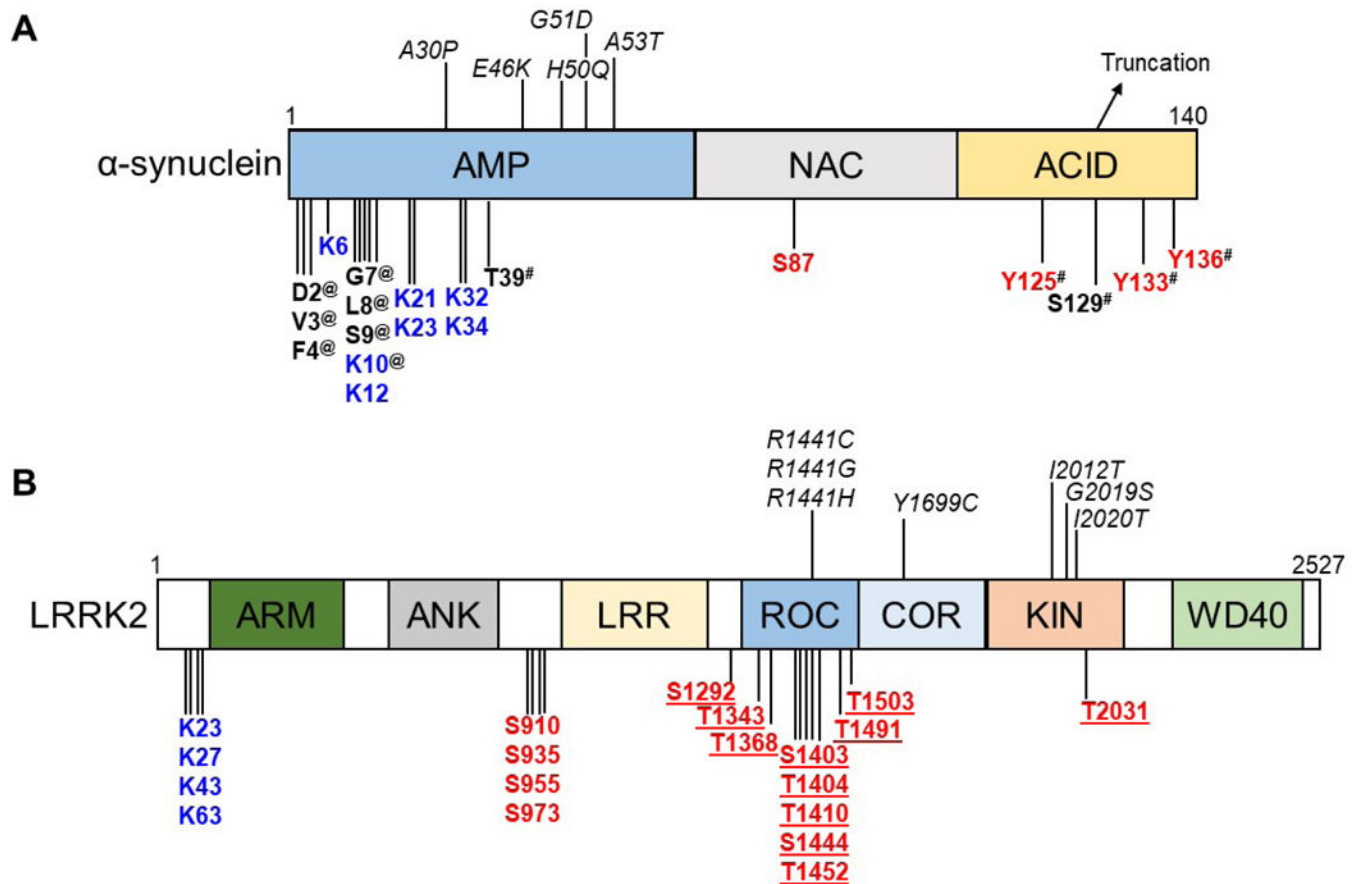 A
G51D
A30P
E46K
H50Q
A53T
Truncation
1
140
α-synuclein
AMP
NAC
ACID
K6
D2@
V3@
F4@
G7@
L8@
S9@
K10@
K12
K21
K23
K32
K34
T39#
S87
Y125#
S129#
Y133#
Y136#
B
R1441C
R1441G
R1441H
Y1699C
I2012T
G2019S
I2020T
1
2527
LRRK2
ARM
ANK
LRR
ROC
COR
KIN
WD40
K23
K27
K43
K63
S910
S935
S955
S973
S1292
T1343
T1368
S1403
T1404
T1410
S1444
T1452
T1503
T1491
T2031